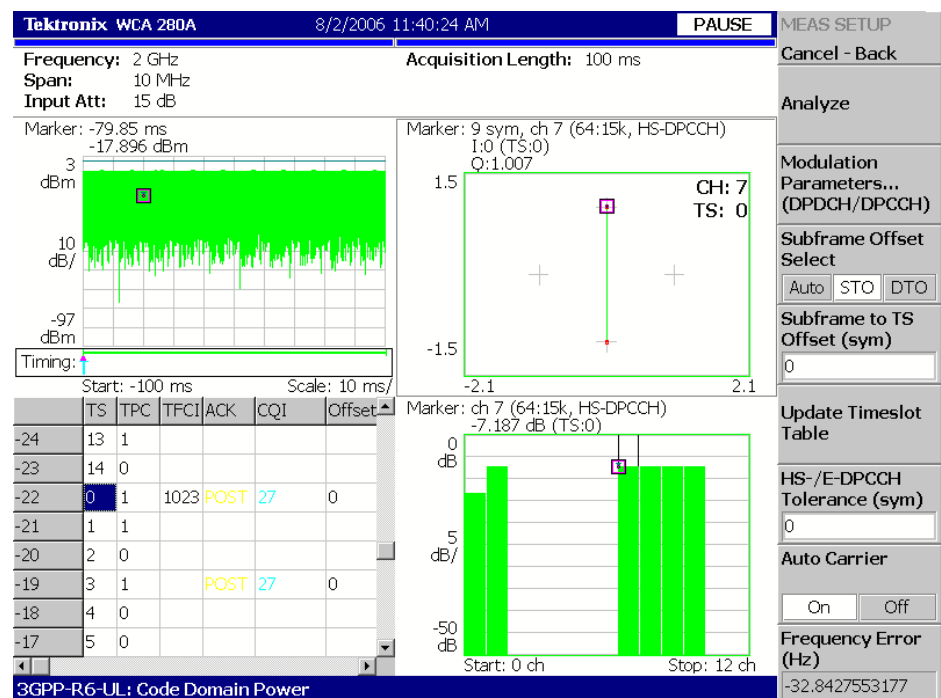 Tektronix WCA 280A 8/2/2006 11:40:24 AM PAUSE
Frequency: 2 GHz
Span: 10 MHz
Input Att: 15 dB
Acquisition Length: 100 ms
Marker: -79.85 ms
-17.896 dBm
3
dBm
10
dB/
-97
dBm
Timing:
Start: -100 ms Scale: 10 ms/
Marker: 9 sym, ch 7 (64:15k, HS-DPCCH)
I:0 (TS:0)
Q:1.007
1.5
CH: 7
TS: 0
-1.5
-2.1 2.1
TS TPC TFCI ACK CQI Offset
-24 13 1
-23 14 0
-22 0 1 1023 POST 27 0
-21 1 1
-20 2 0
-19 3 1 POST 27 0
-18 4 0
-17 5 0
Marker: ch 7 (64:15k, HS-DPCCH)
-7.187 dB (TS:0)
0
dB
5
dB/
-50
dB
Start: 0 ch Stop: 12 ch
3GPP-R6-UL: Code Domain Power
MEAS SETUP
Cancel - Back
Analyze
Modulation
Parameters...
(DPDCH/DPCCH)
Subframe Offset
Select
Auto STO DTO
Subframe to TS
Offset (sym)
0
Update Timeslot
Table
HS-/E-DPCCH
Tolerance (sym)
0
Auto Carrier
On Off
Frequency Error
(Hz)
-32.8427553177